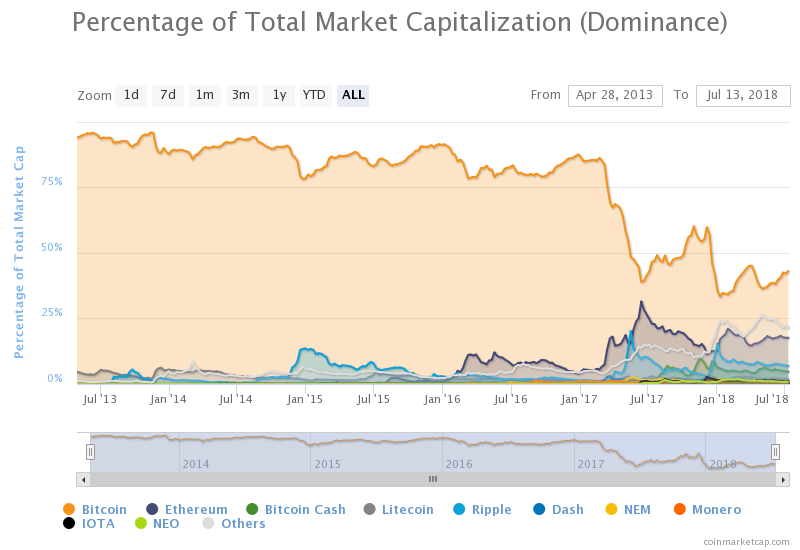 Percentage of Total Market Capitalization (Dominance)
Zoom 1d 7d 1m 3m 1y YTD ALL From Apr 28, 2013 To Jul 13, 2018
Percentage of Total Market Cap
75%
50%
25%
0%
Jul '13 Jan '14 Jul '14 Jan '15 Jul '15 Jan '16 Jul '16 Jan '17 Jul '17 Jan '18 Jul '18
2014 2015 2016 2017 2018
Bitcoin Ethereum Bitcoin Cash Litecoin Ripple Dash NEM Monero
IOTA NEO Others
coinmarketcap.com